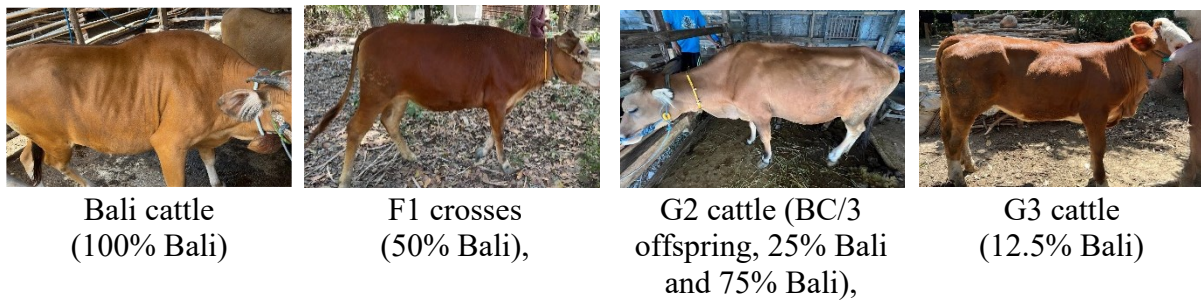 Bali cattle
(100% Bali)
F1 crosses
(50% Bali),
G2 cattle (BC/3
offspring, 25% Bali
and 75% Bali),
G3 cattle
(12.5% Bali)